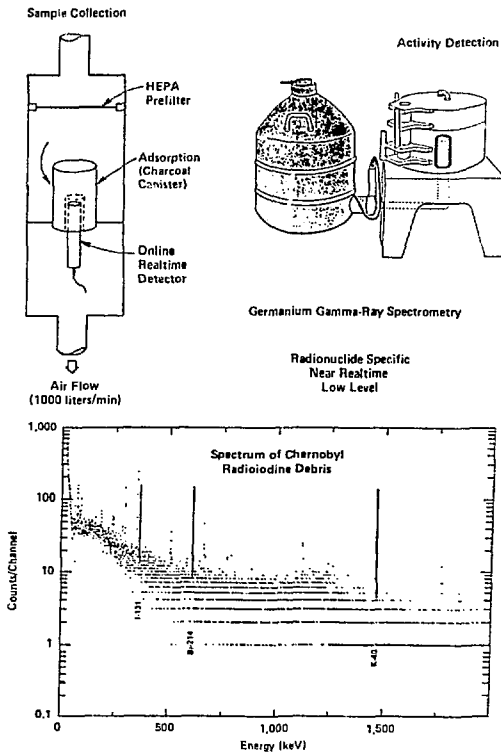 Sample Collection
HEPA
Prefilter
Adsorption
(Charcoal
Canister)
Online
Realtime
Detector
Air Flow
(1000 liters/min)
Activity Detection
Germanium Gamma-Ray Spectrometry
Radionuclide Specific
Near Realtime
Low Level
Spectrum of Chernobyl
Radioiodine Debris
Counts/Channel
1,000
100
10
1
0.1
I-131
Bi-214
K-40
0
500
1,000
1,500
Energy (keV)